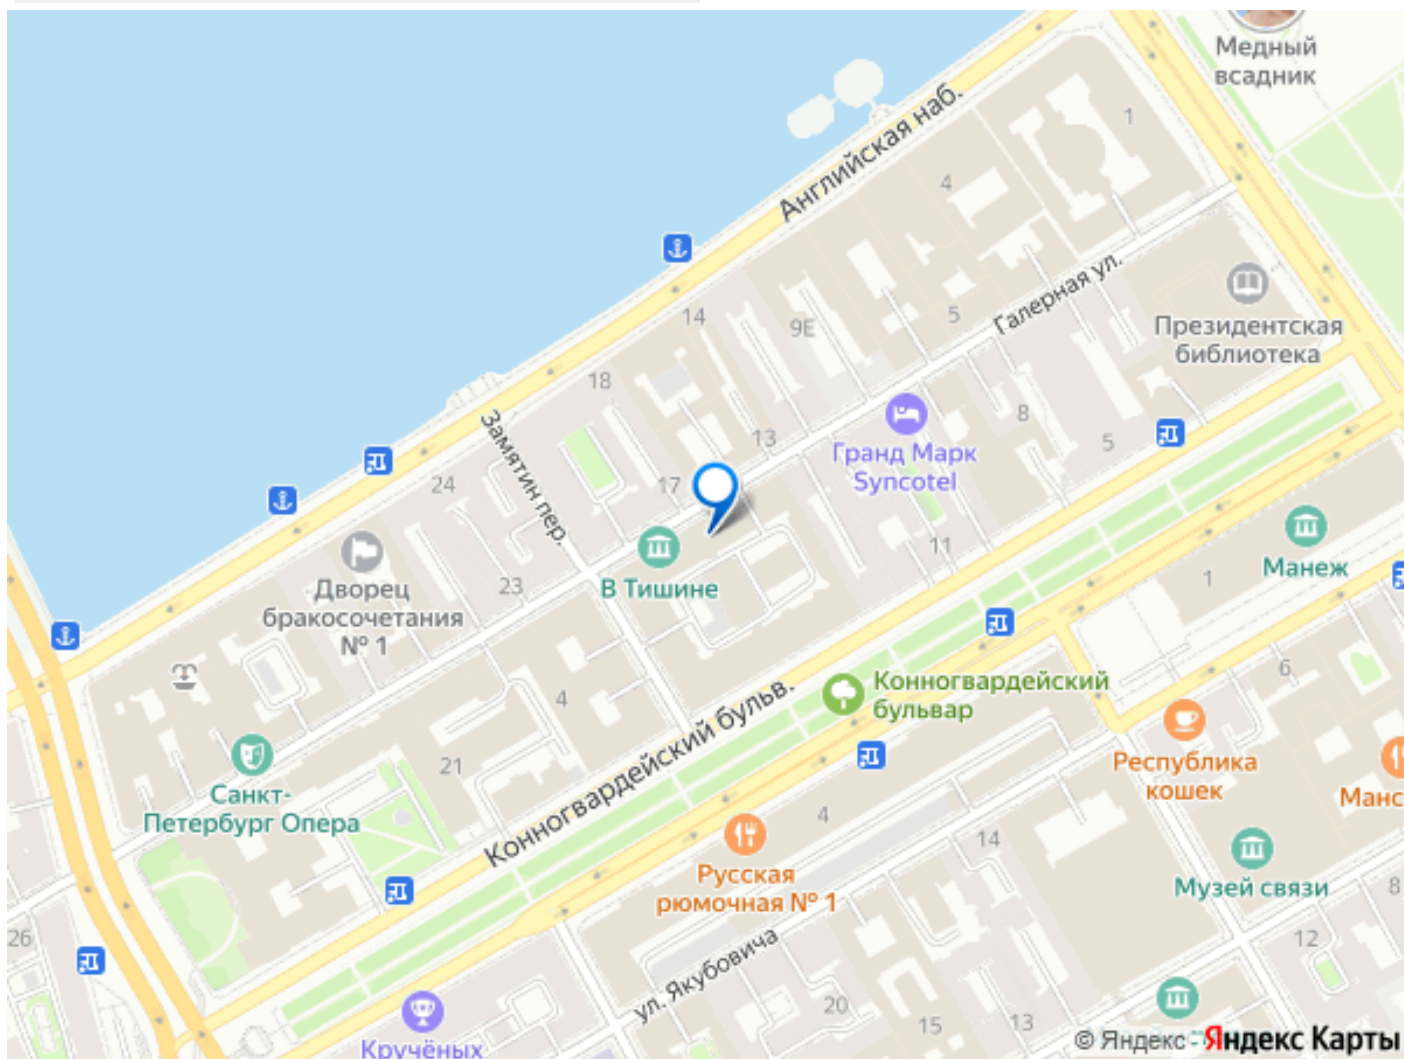 Медный
всадник
1
Английская наб.
4
Галерная ул.
5
Президентская
библиотека
14
9Е
18
8
5
13
Гранд Марк
Syncotel
Замятин пер.
24
17
11
Манеж
1
В Тишине
23
Дворец
бракосочетания
№ 1
6
4
Конногвардейский
бульвар
Конногвардейский бульв.
Республика
кошек
21
Санкт-
Петербург Опера
4
14
Русская
рюмочная № 1
Музей связи
8
26
12
ул. Якубовича
20
15
13
Кручёных
© Яндекс - Яндекс Карты